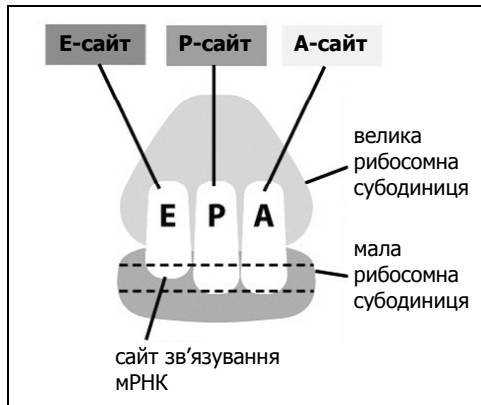 Е-сайт Р-сайт А-сайт
велика
рибосомна
субодиниця
Е Р А
мала
рибосомна
субодиниця
сайт зв’язування
мРНК